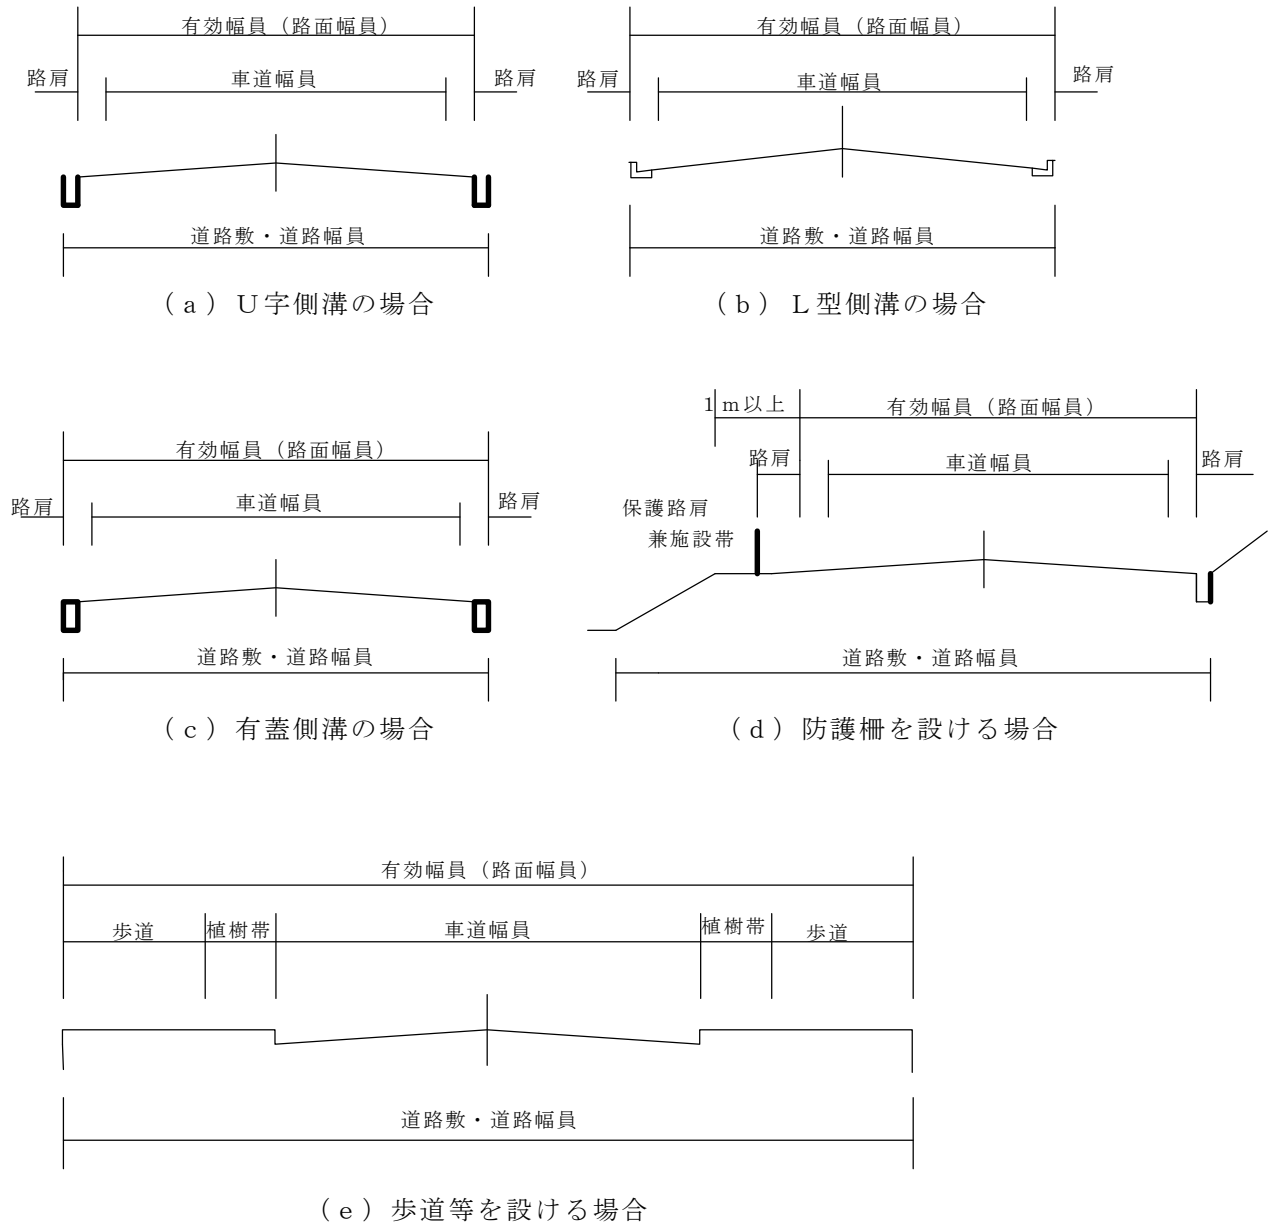 有効幅員（路面幅員）
路肩
車道幅員
路肩
道路敷・道路幅員
（a）U字側溝の場合
有効幅員（路面幅員）
路肩
車道幅員
路肩
道路敷・道路幅員
（b）L型側溝の場合
有効幅員（路面幅員）
路肩
車道幅員
路肩
道路敷・道路幅員
（c）有蓋側溝の場合
1m以上
有効幅員（路面幅員）
路肩
車道幅員
路肩
保護路肩
兼施設帯
道路敷・道路幅員
（d）防護柵を設ける場合
有効幅員（路面幅員）
歩道
植樹帯
車道幅員
植樹帯
歩道
道路敷・道路幅員
（e）歩道等を設ける場合